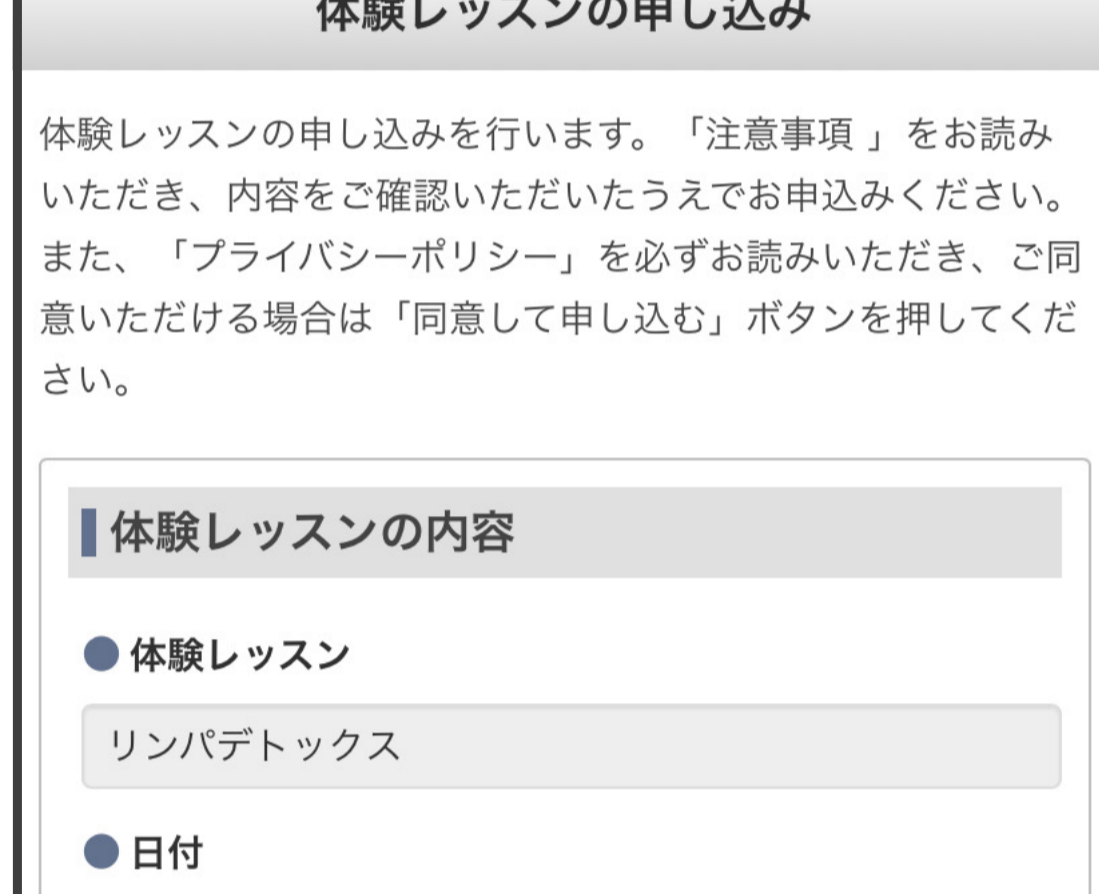 体験レッスンの申し込み
体験レッスンの申し込みを行います。「注意事項 」をお読み
いただき、内容をご確認いただいたうえでお申込みください。
また、「プライバシーポリシー」を必ずお読みいただき、ご同
意いただける場合は「同意して申し込む」ボタンを押してくだ
さい。
体験レッスンの内容
体験レッスン
リンパデトックス
日付